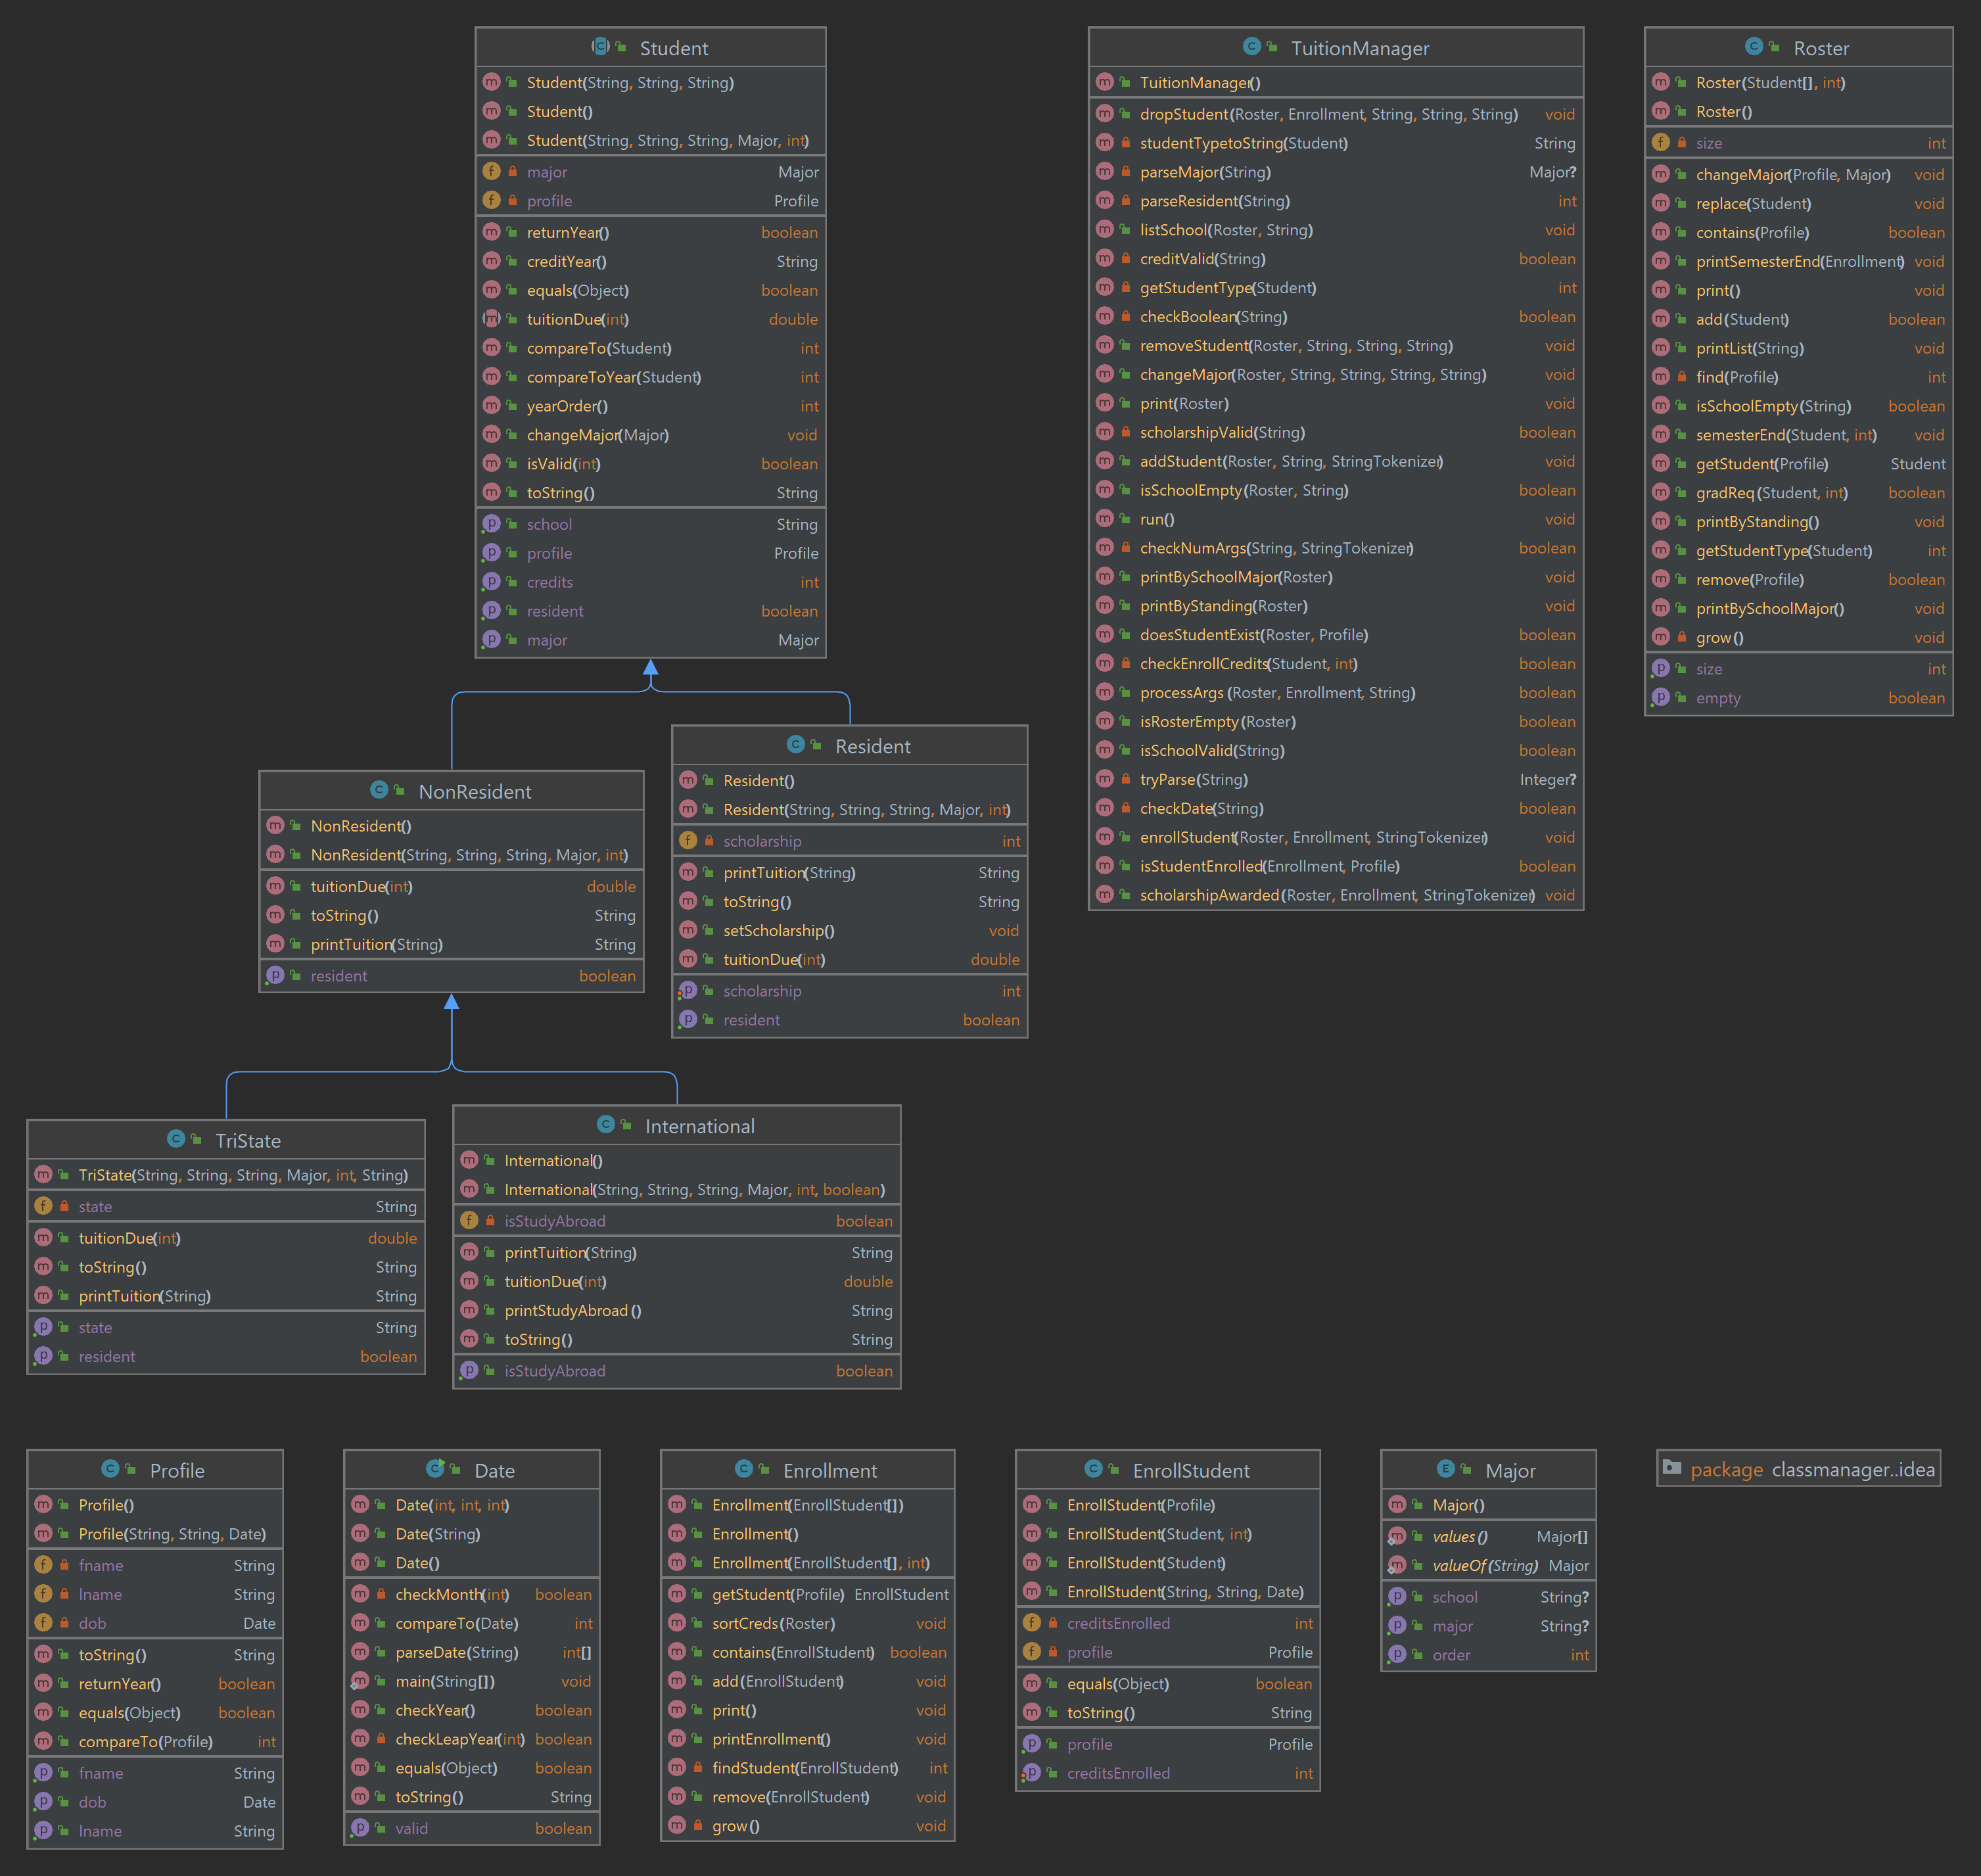 Student
Student(String, String, String)
Student()
Student(String, String, String, Major, int)
major Major
profile Profile
returnYear() boolean
creditYear() String
equals(Object) boolean
tuitionDue(int) double
compareTo(Student) int
compareToYear(Student) int
yearOrder() int
changeMajor(Major) void
isValid(int) boolean
toString() String
school String
profile Profile
credits int
resident boolean
major Major
TuitionManager
TuitionManager()
dropStudent(Roster, Enrollment, String, String, String) void
studentTypetoString(Student) String
parseMajor(String) Major?
parseResident(String) int
listSchool(Roster, String) void
creditValid(String) boolean
getStudentType(Student) int
checkBoolean(String) boolean
removeStudent(Roster, String, String, String) void
changeMajor(Roster, String, String, String, String) void
print(Roster) void
scholarshipValid(String) boolean
addStudent(Roster, String, StringTokenizer) void
isSchoolEmpty(Roster, String) boolean
run() void
checkNumArgs(String, StringTokenizer) boolean
printBySchoolMajor(Roster) void
printByStanding(Roster) void
doesStudentExist(Roster, Profile) boolean
checkEnrollCredits(Student, int) boolean
processArgs(Roster, Enrollment, String) boolean
isRosterEmpty(Roster) boolean
isSchoolValid(String) boolean
tryParse(String) Integer?
checkDate(String) boolean
enrollStudent(Roster, Enrollment, StringTokenizer) void
isStudentEnrolled(Enrollment, Profile) boolean
scholarshipAwarded(Roster, Enrollment, StringTokenizer) void
Roster
Roster(Student[], int)
Roster()
size int
changeMajor(Profile, Major) void
replace(Student) void
contains(Profile) boolean
printSemesterEnd(Enrollment) void
print() void
add(Student) boolean
printList(String) void
find(Profile) int
isSchoolEmpty(String) boolean
semesterEnd(Student, int) void
getStudent(Profile) Student
gradReq(Student, int) boolean
printByStanding() void
getStudentType(Student) int
remove(Profile) boolean
printBySchoolMajor() void
grow() void
size int
empty boolean
NonResident
NonResident()
NonResident(String, String, String, Major, int)
tuitionDue(int) double
toString() String
printTuition(String) String
resident boolean
Resident
Resident()
Resident(String, String, String, Major, int)
scholarship int
printTuition(String) String
toString() String
setScholarship() void
tuitionDue(int) double
scholarship int
resident boolean
TriState
TriState(String, String, String, Major, int, String)
state String
tuitionDue(int) double
toString() String
printTuition(String) String
state String
resident boolean
International
International()
International(String, String, String, Major, int, boolean)
isStudyAbroad boolean
printTuition(String) String
tuitionDue(int) double
printStudyAbroad() String
toString() String
isStudyAbroad boolean
Profile
Profile()
Profile(String, String, Date)
fname String
lname String
dob Date
toString() String
returnYear() boolean
equals(Object) boolean
compareTo(Profile) int
fname String
dob Date
lname String
Date
Date(int, int, int)
Date(String)
Date()
checkMonth(int) boolean
compareTo(Date) int
parseDate(String) int[]
main(String[]) void
checkYear() boolean
checkLeapYear(int) boolean
equals(Object) boolean
toString() String
valid boolean
Enrollment
Enrollment(EnrollStudent[])
Enrollment()
Enrollment(EnrollStudent[], int)
getStudent(Profile) EnrollStudent
sortCreds(Roster) void
contains(EnrollStudent) boolean
add(EnrollStudent) void
print() void
printEnrollment() void
findStudent(EnrollStudent) int
remove(EnrollStudent) void
grow() void
EnrollStudent
EnrollStudent(Profile)
EnrollStudent(Student, int)
EnrollStudent(Student)
EnrollStudent(String, String, Date)
creditsEnrolled int
profile Profile
equals(Object) boolean
toString() String
profile Profile
creditsEnrolled int
Major
Major()
values() Major[]
valueOf(String) Major
school String?
major String?
order int
package classmanager..idea